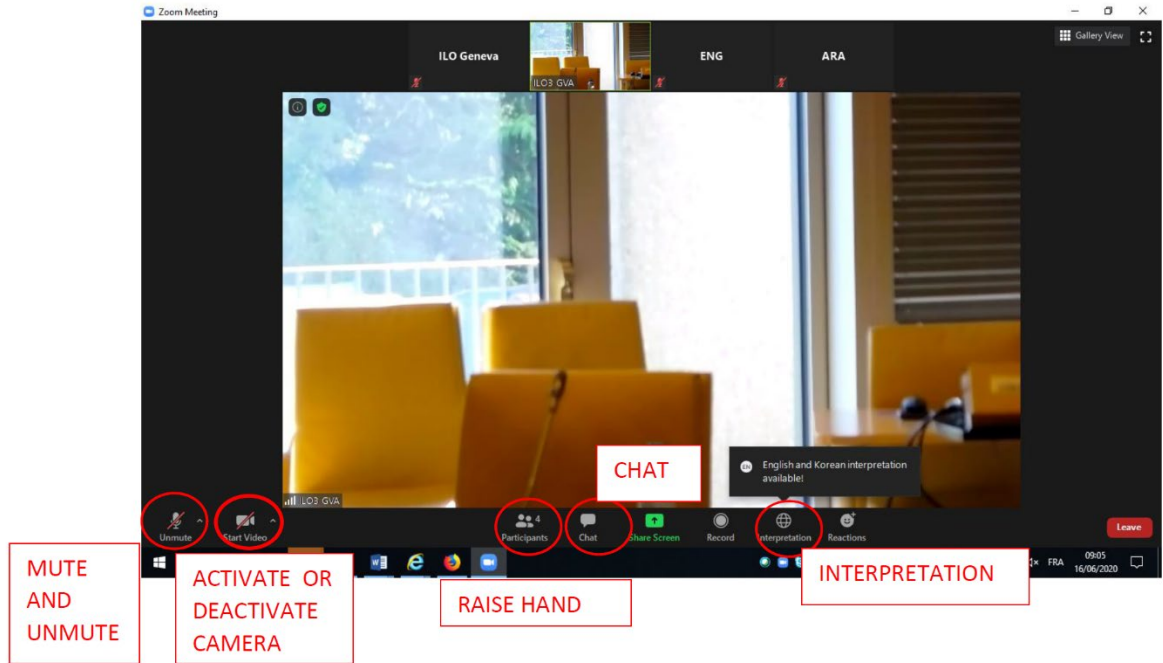 Zoom Meeting
Gallery View
ILO Geneva
ILO3 GVA
ENG
ARA
CHAT
EN English and Korean interpretation
available!
ILO3 GVA
Unmute
Start Video
4
Participants
Chat
Share Screen
Record
Interpretation
Reactions
Leave
MUTE
AND
UNMUTE
ACTIVATE OR
DEACTIVATE
CAMERA
RAISE HAND
INTERPRETATION
FRA
09:05
16/06/2020